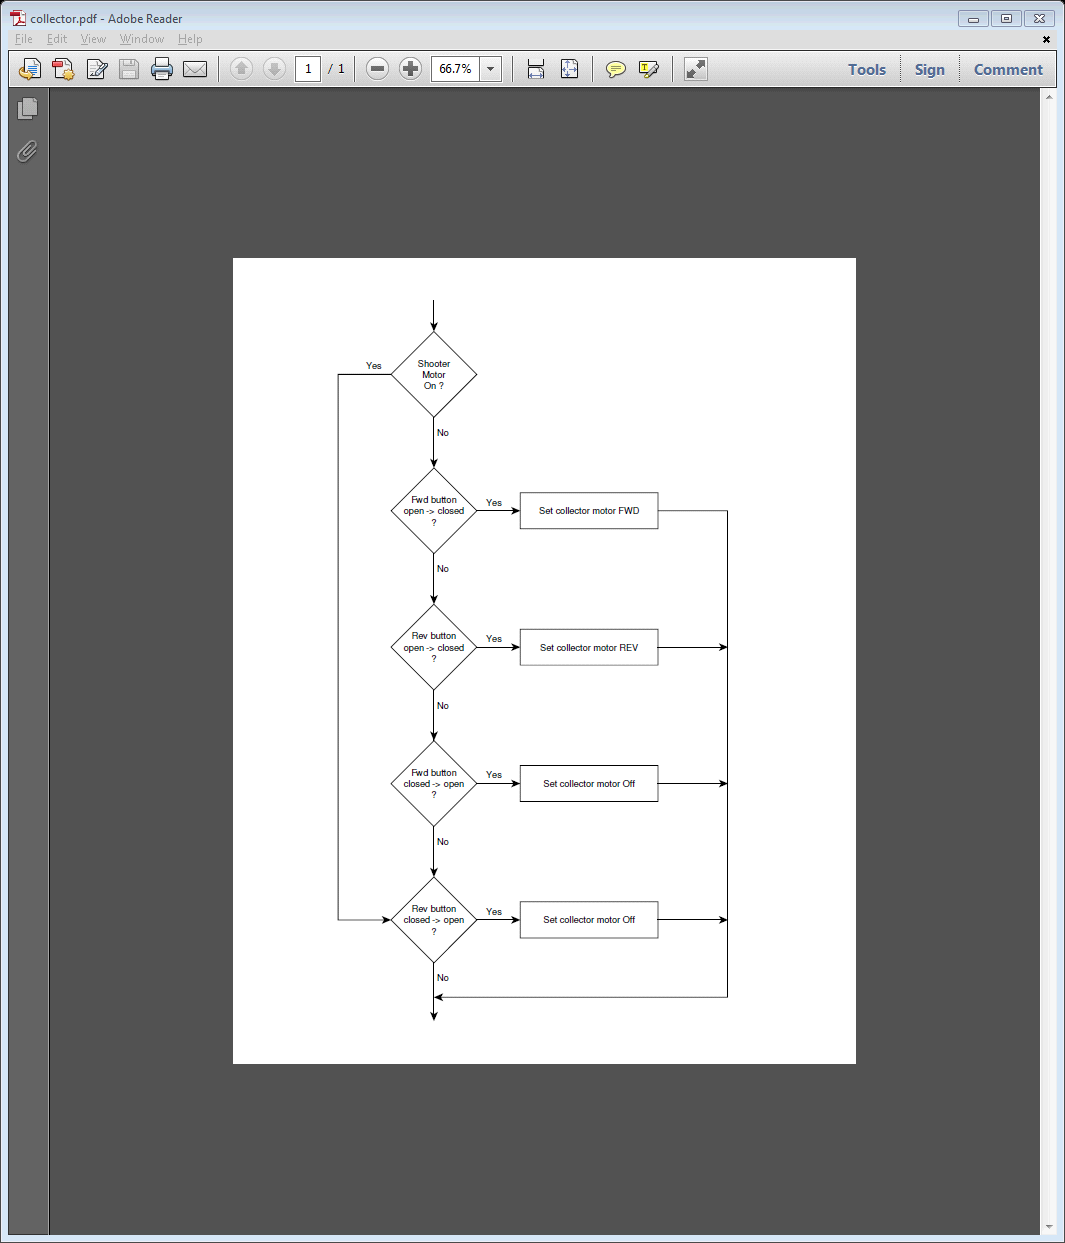 collector.pdf - Adobe Reader
File Edit View Window Help
1 / 1 66.7% Tools Sign Comment
Yes
Shooter
Motor
On ?
No
Fwd button
open -> closed
?
Yes
Set collector motor FWD
No
Rev button
open -> closed
?
Yes
Set collector motor REV
No
Fwd button
closed -> open
?
Yes
Set collector motor Off
No
Rev button
closed -> open
?
Yes
Set collector motor Off
No